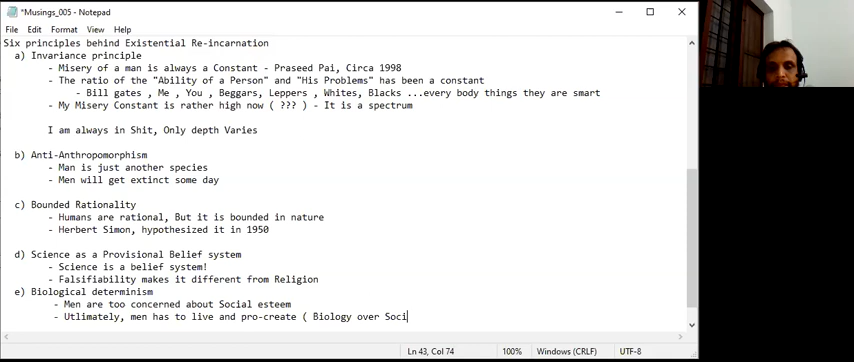 *Musings_005 - Notepad
File Edit Format View Help
Six principles behind Existential Re-incarnation
a) Invariance principle
- Misery of a man is always a Constant - Praseed Pai, Circa 1998
- The ratio of the "Ability of a Person" and "His Problems" has been a constant
- Bill gates , Me , You , Beggars, Leppers , Whites, Blacks ...every body things they are smart
- My Misery Constant is rather high now ( ??? ) - It is a spectrum
I am always in Shit, Only depth Varies
b) Anti-Anthropomorphism
- Man is just another species
- Men will get extinct some day
c) Bounded Rationality
- Humans are rational, But it is bounded in nature
- Herbert Simon, hypothesized it in 1950
d) Science as a Provisional Belief system
- Science is a belief system!
- Falsifiability makes it different from Religion
e) Biological determinism
- Men are too concerned about Social esteem
- Utlimately, men has to live and pro-create ( Biology over Soci
Ln 43, Col 74 100% Windows (CRLF) UTF-8